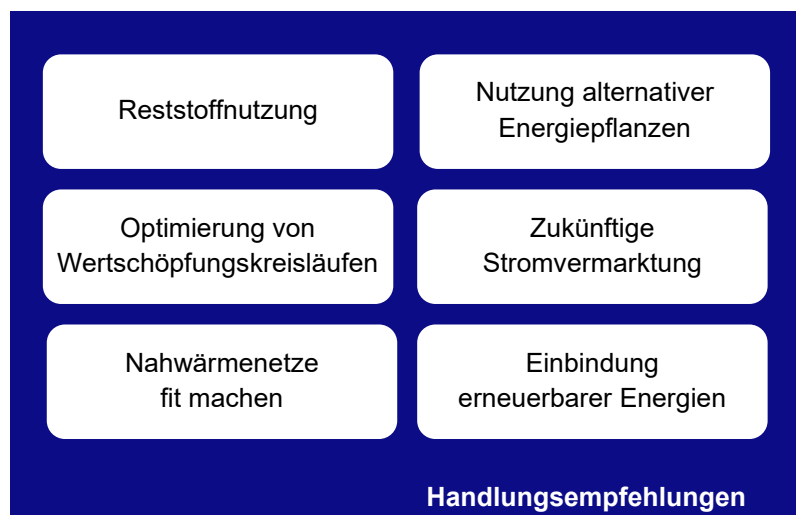 Reststoffnutzung
Nutzung alternativer
Energiepflanzen
Optimierung von
Wertschöpfungskreisläufen
Zukünftige
Stromvermarktung
Nahwärmenetze
fit machen
Einbindung
erneuerbarer Energien
Handlungsempfehlungen